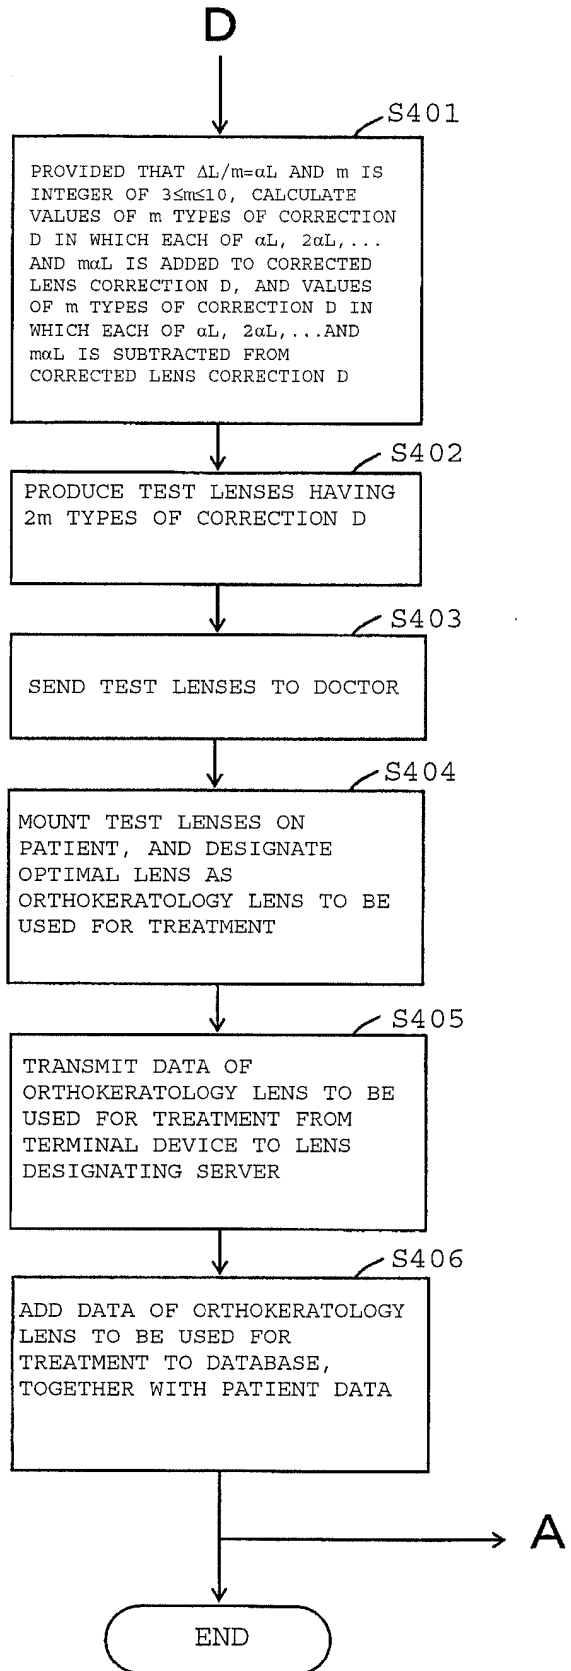 D
S401
PROVIDED THAT ΔL/m=αL AND m IS
INTEGER OF 3≤m≤10, CALCULATE
VALUES OF m TYPES OF CORRECTION
D IN WHICH EACH OF αL, 2αL,...
AND mαL IS ADDED TO CORRECTED
LENS CORRECTION D, AND VALUES
OF m TYPES OF CORRECTION D IN
WHICH EACH OF αL, 2αL,...AND
mαL IS SUBTRACTED FROM
CORRECTED LENS CORRECTION D
S402
PRODUCE TEST LENSES HAVING
2m TYPES OF CORRECTION D
S403
SEND TEST LENSES TO DOCTOR
S404
MOUNT TEST LENSES ON
PATIENT, AND DESIGNATE
OPTIMAL LENS AS
ORTHOKERATOLOGY LENS TO BE
USED FOR TREATMENT
S405
TRANSMIT DATA OF
ORTHOKERATOLOGY LENS TO BE
USED FOR TREATMENT FROM
TERMINAL DEVICE TO LENS
DESIGNATING SERVER
S406
ADD DATA OF ORTHOKERATOLOGY
LENS TO BE USED FOR
TREATMENT TO DATABASE,
TOGETHER WITH PATIENT DATA
A
END